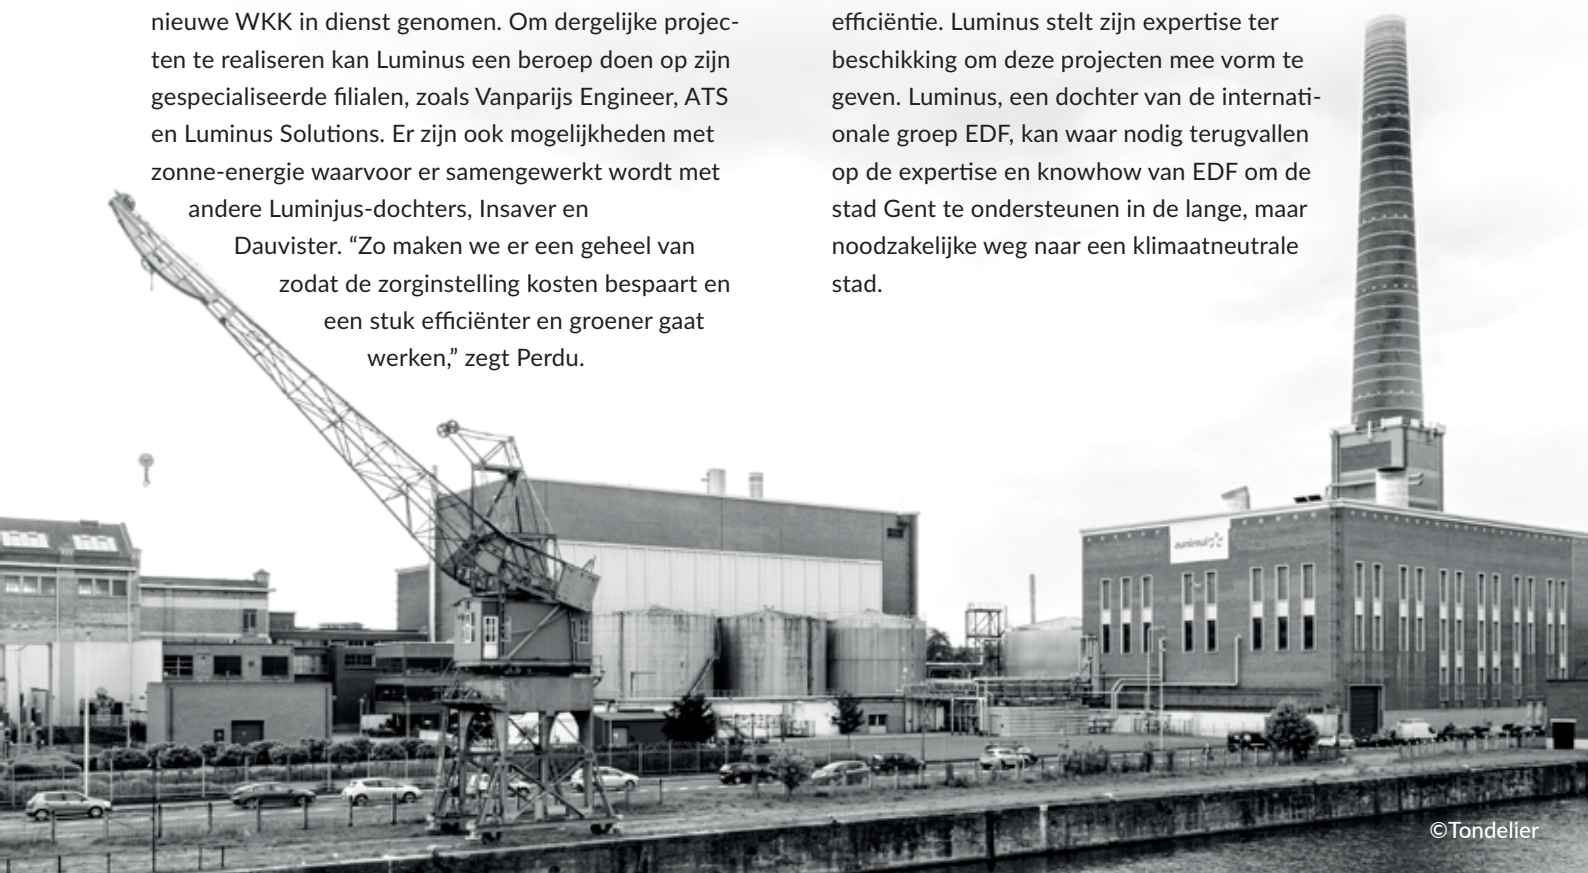 nieuwe WKK in dienst genomen. Om dergelijke projec-
ten te realiseren kan Luminus een beroep doen op zijn
gespecialiseerde filialen, zoals Vanparijs Engineer, ATS
en Luminus Solutions. Er zijn ook mogelijkheden met
zonne-energie waarvoor er samengewerkt wordt met
andere Luminjus-dochters, Insaver en
Dauvister. “Zo maken we er een geheel van
zodat de zorginstelling kosten bespaart en
een stuk efficiënter en groener gaat
werken,” zegt Perdu.
efficiëntie. Luminus stelt zijn expertise ter
beschikking om deze projecten mee vorm te
geven. Luminus, een dochter van de internati-
onale groep EDF, kan waar nodig terugvallen
op de expertise en knowhow van EDF om de
stad Gent te ondersteunen in de lange, maar
noodzakelijke weg naar een klimaatneutrale
stad.
©Tondelier